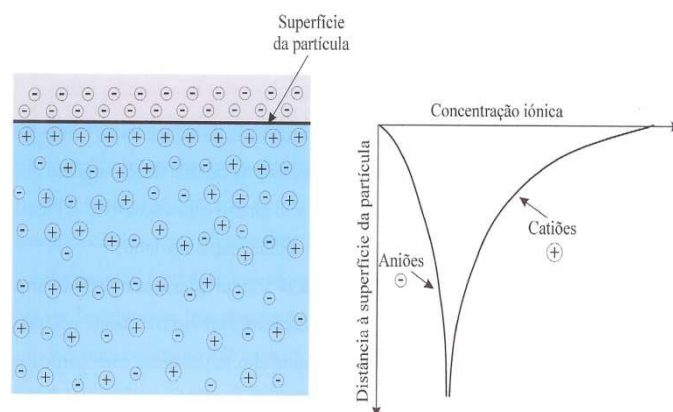 Superfície
da partícula
Concentração iónica
Distância à superfície da partícula
Catiões
+
Aniões
-